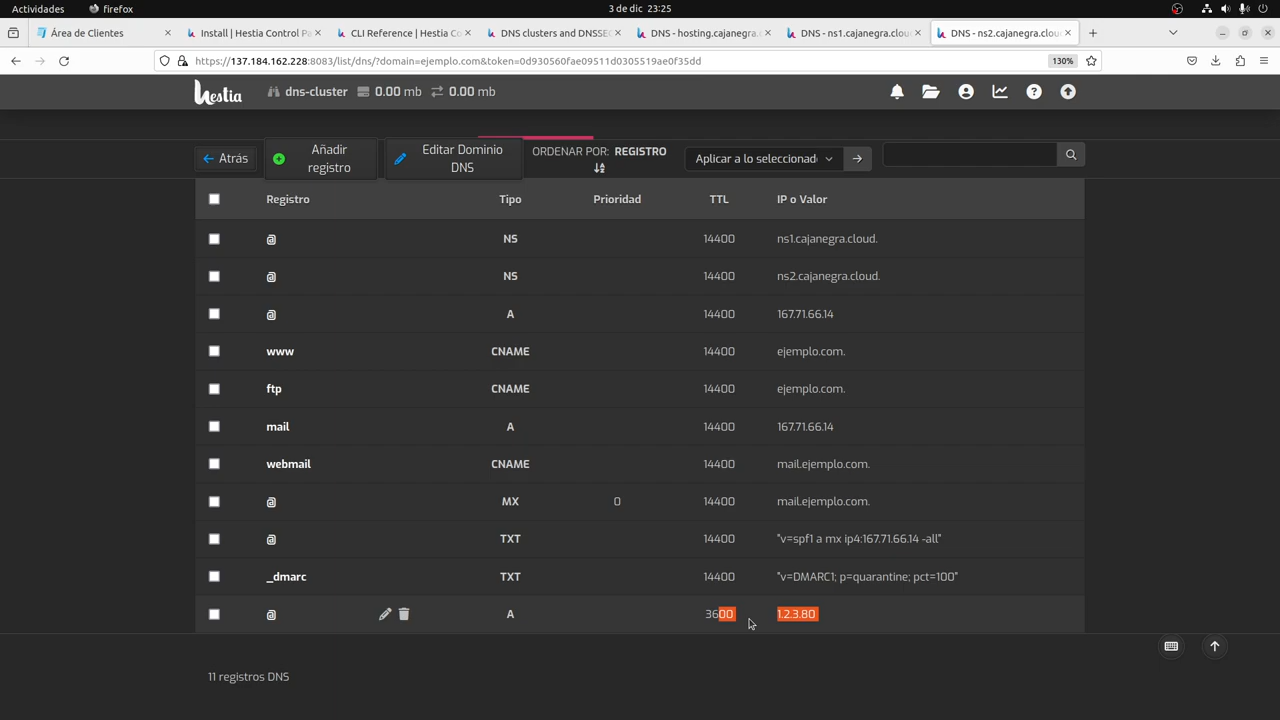 Actividades
firefox
3 de dic 23:25
Área de Clientes
Install | Hestia Control Pa
CLI Reference | Hestia Co
DNS clusters and DNSSEC
DNS - hosting.cajanegra.c
DNS - ns1.cajanegra.clou
DNS - ns2.cajanegra.clou
https://137.184.162.228:8083/list/dns/?domain=ejemplo.com&token=0d930560fae09511d0305519ae0f35dd
130%
hestia
dns-cluster 0.00 mb 0.00 mb
Atrás
Añadir registro
Editar Dominio DNS
ORDENAR POR: REGISTRO
Aplicar a lo seleccionad
Registro Tipo Prioridad TTL IP o Valor
@ NS 14400 ns1.cajanegra.cloud.
@ NS 14400 ns2.cajanegra.cloud.
@ A 14400 167.71.66.14
www CNAME 14400 ejemplo.com.
ftp CNAME 14400 ejemplo.com.
mail A 14400 167.71.66.14
webmail CNAME 14400 mail.ejemplo.com.
@ MX 0 14400 mail.ejemplo.com.
@ TXT 14400 "v=spf1 a mx ip4:167.71.66.14 -all"
_dmarc TXT 14400 "v=DMARC1; p=quarantine; pct=100"
@ A 3600 1.2.3.80
11 registros DNS